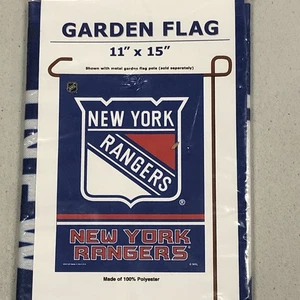 GARDEN FLAG
11" x 15"
Shown with metal garden flag pole (sold separately)
NEW YORK
RANGERS
®
NEW YORK
RANGERS
Made of 100% Polyester